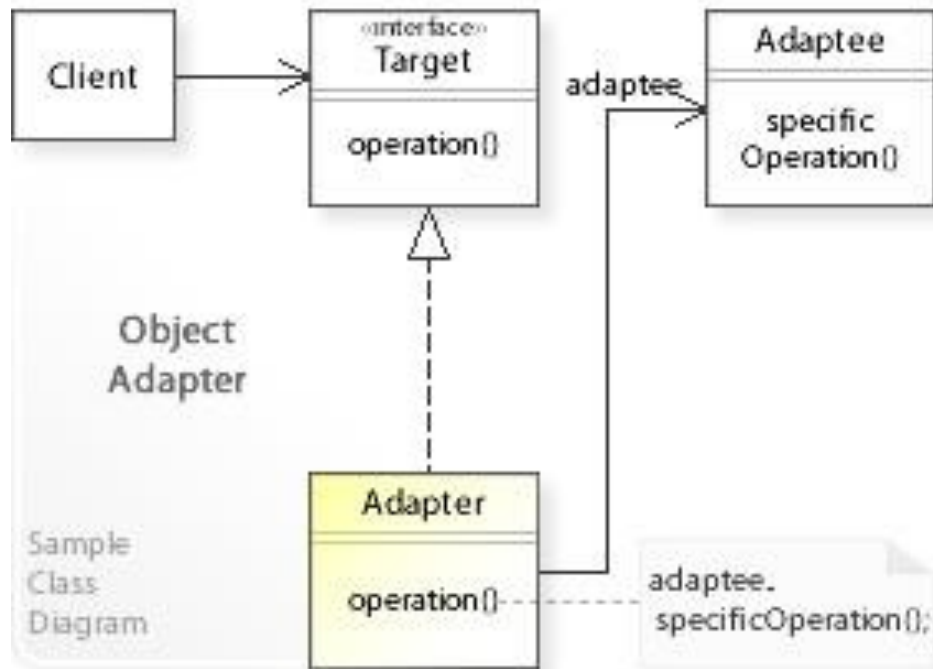 Client
«interface»
Target
operation()
adaptee
Adaptee
specific
Operation()
Object
Adapter
Adapter
operation()
adaptee.
specificOperation();
Sample
Class
Diagram